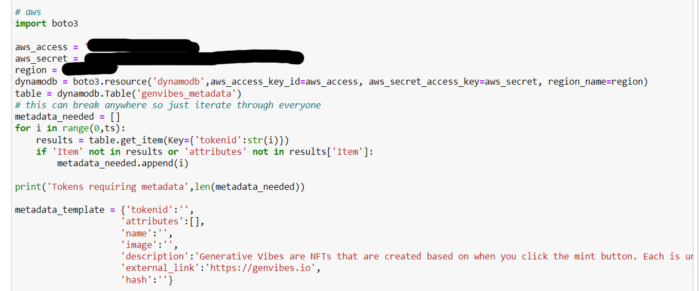 # aws
import boto3
aws_access = '
aws_secret =
region =
dynamodb = boto3.resource('dynamodb',aws_access_key_id=aws_access, aws_secret_access_key=aws_secret, region_name=region)
table = dynamodb.Table('genvibes_metadata')
# this can break anywhere so just iterate through everyone
metadata_needed = []
for i in range(0,ts):
    results = table.get_item(Key={'tokenid':str(i)})
    if 'Item' not in results or 'attributes' not in results['Item']:
        metadata_needed.append(i)
print('Tokens requiring metadata',len(metadata_needed))
metadata_template = {'tokenid':'',
                     'attributes':[],
                     'name':'',
                     'image':'',
                     'description':'Generative Vibes are NFTs that are created based on when you click the mint button. Each is
                     'external_link':'https://genvibes.io',
                     'hash':''}